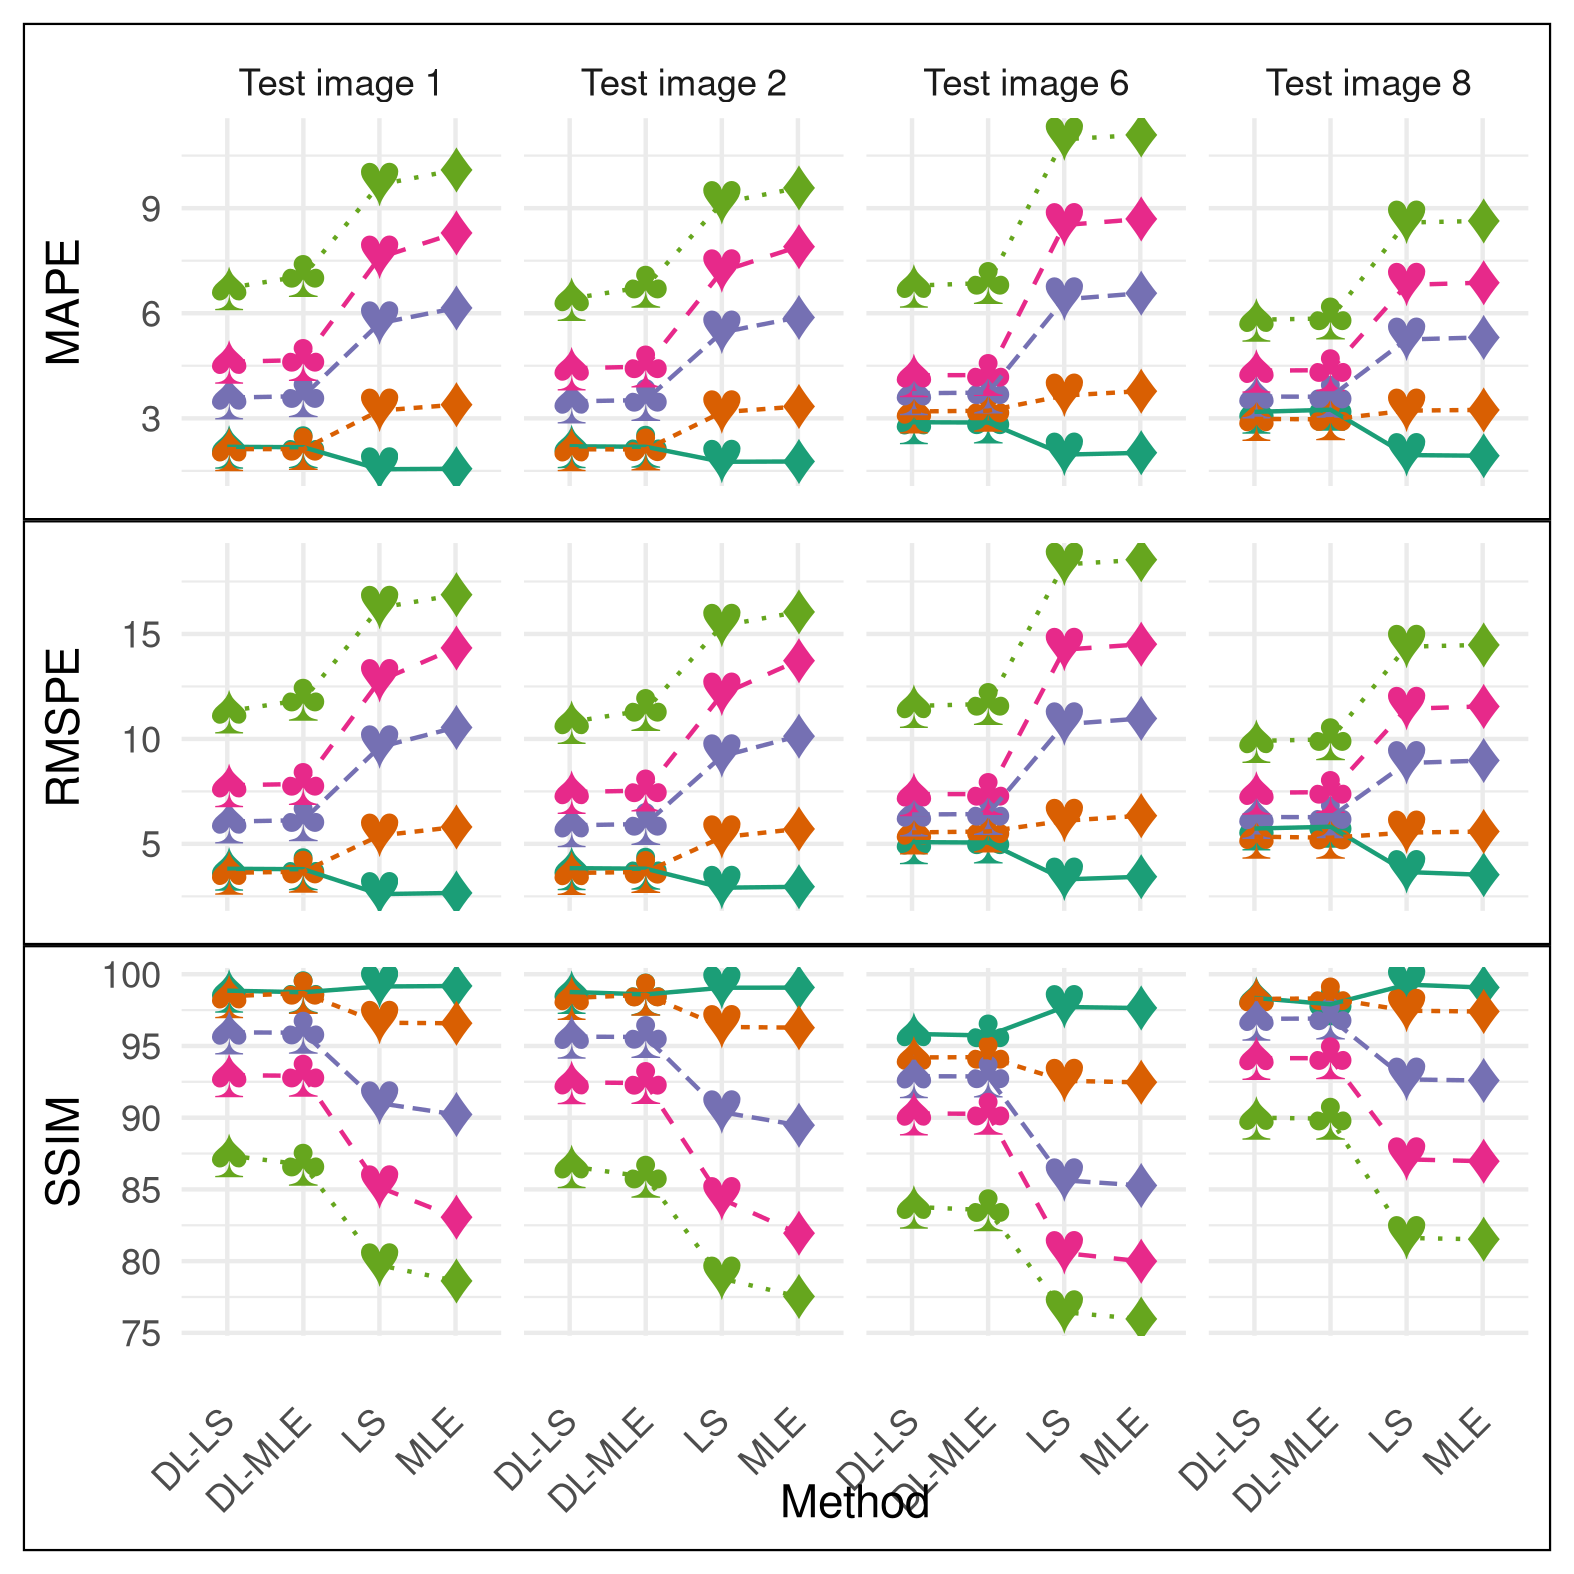 Test image 1 Test image 2 Test image 6 Test image 8
MAPE
9
6
3
RMSPE
15
10
5
SSIM
100
95
90
85
80
75
DL-LS DL-MLE LS MLE DL-LS DL-MLE LS MLE DL-LS DL-MLE LS MLE DL-LS DL-MLE LS MLE
Method